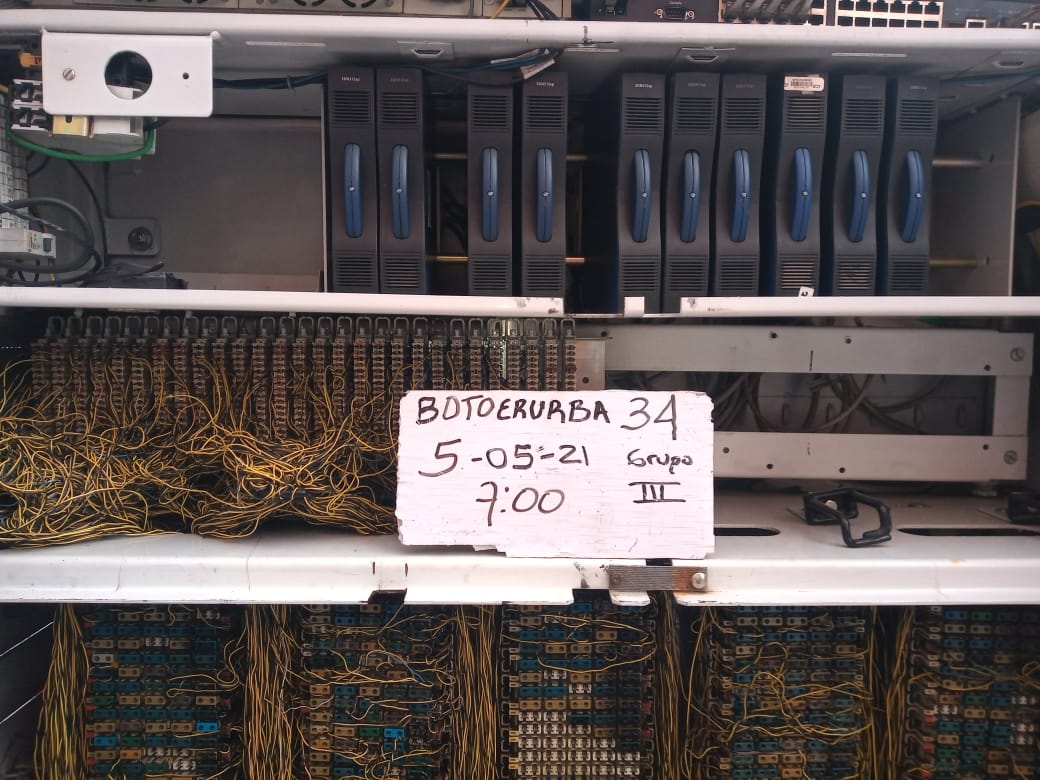 BOTOERURBA 34
5-05-21 Grupo
7:00 III